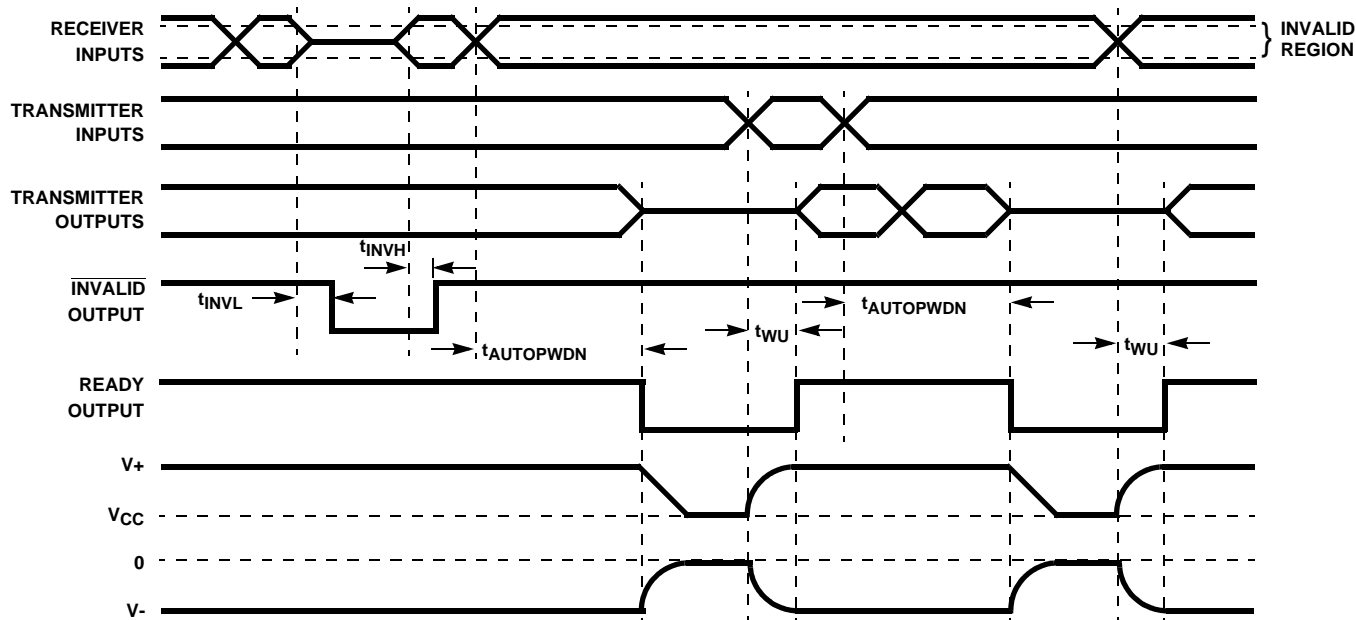 RECEIVER
INPUTS
} INVALID
REGION
TRANSMITTER
INPUTS
TRANSMITTER
OUTPUTS
tINVH
INVALID
OUTPUT
tINVL
tAUTOPWDN
tWU
tAUTOPWDN
tWU
READY
OUTPUT
V+
VCC
0
V-